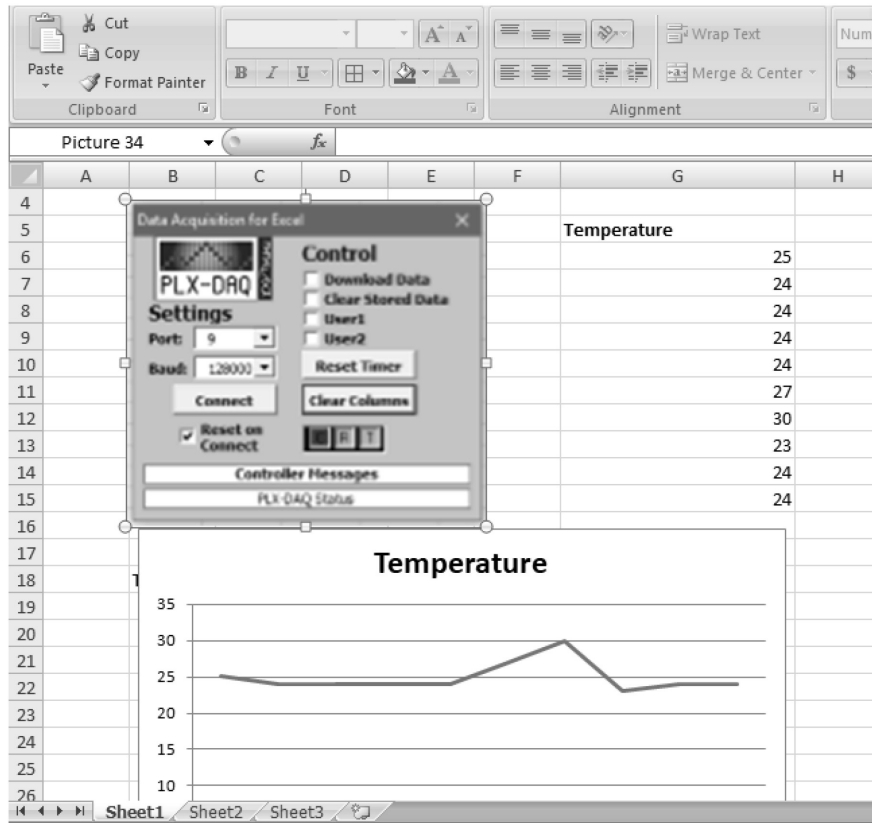 Cut
Copy
Paste
Format Painter
Wrap Text
Merge & Center
Num
$
B I U
A A
A
Clipboard
Font
Alignment
Picture 34
fx
A B C D E F G H
4
5 Temperature
6 25
7 24
8 24
9 24
10 24
11 27
12 30
13 23
14 24
15 24
16
17
18 T
19
20
21
22
23
24
25
26
Data Acquisition for Excel
PLX-DAQ
Control
Download Data
Clear Stored Data
User1
User2
Settings
Port: 9
Baud: 128000
Reset Timer
Connect
Clear Columns
Reset on
Connect
R T
Controller Messages
PLX-DAQ Status
Temperature
35
30
25
20
15
10
Sheet1 Sheet2 Sheet3